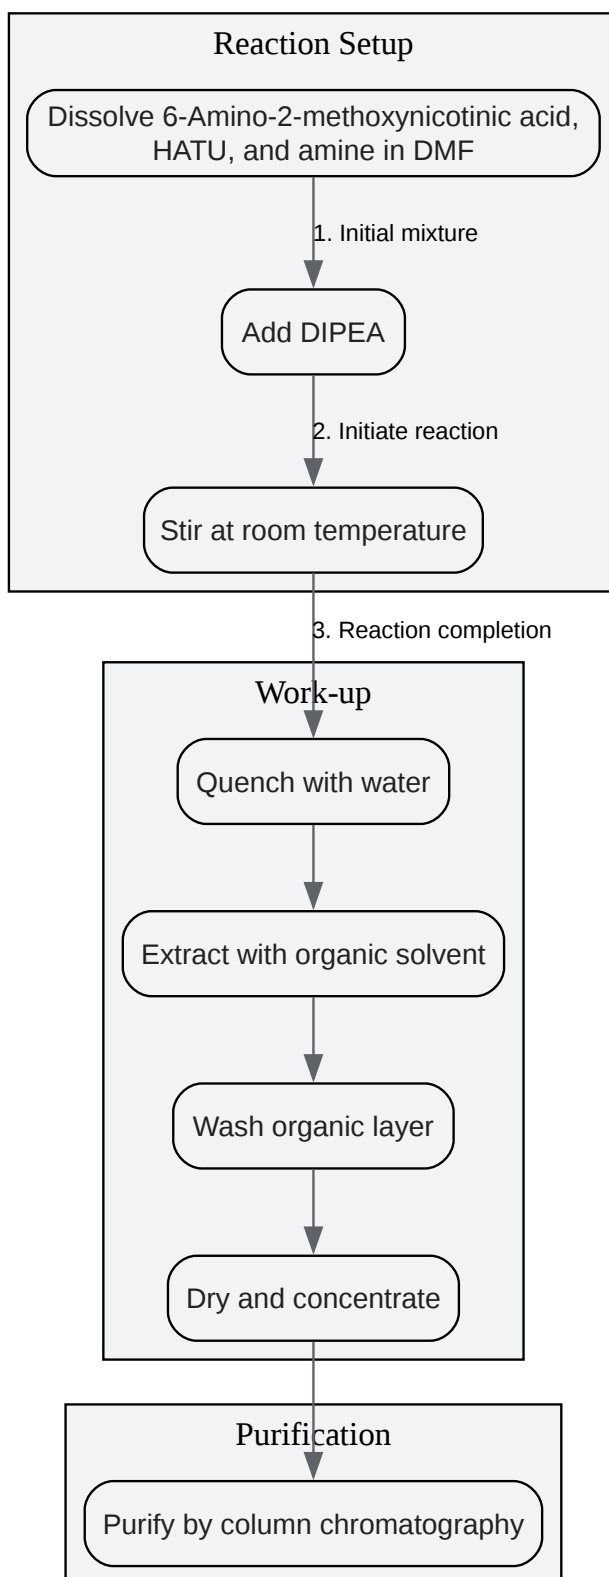 Reaction Setup
Dissolve 6-Amino-2-methoxynicotinic acid,
HATU, and amine in DMF
1. Initial mixture
Add DIPEA
2. Initiate reaction
Stir at room temperature
3. Reaction completion
Work-up
Quench with water
Extract with organic solvent
Wash organic layer
Dry and concentrate
Purification
Purify by column chromatography